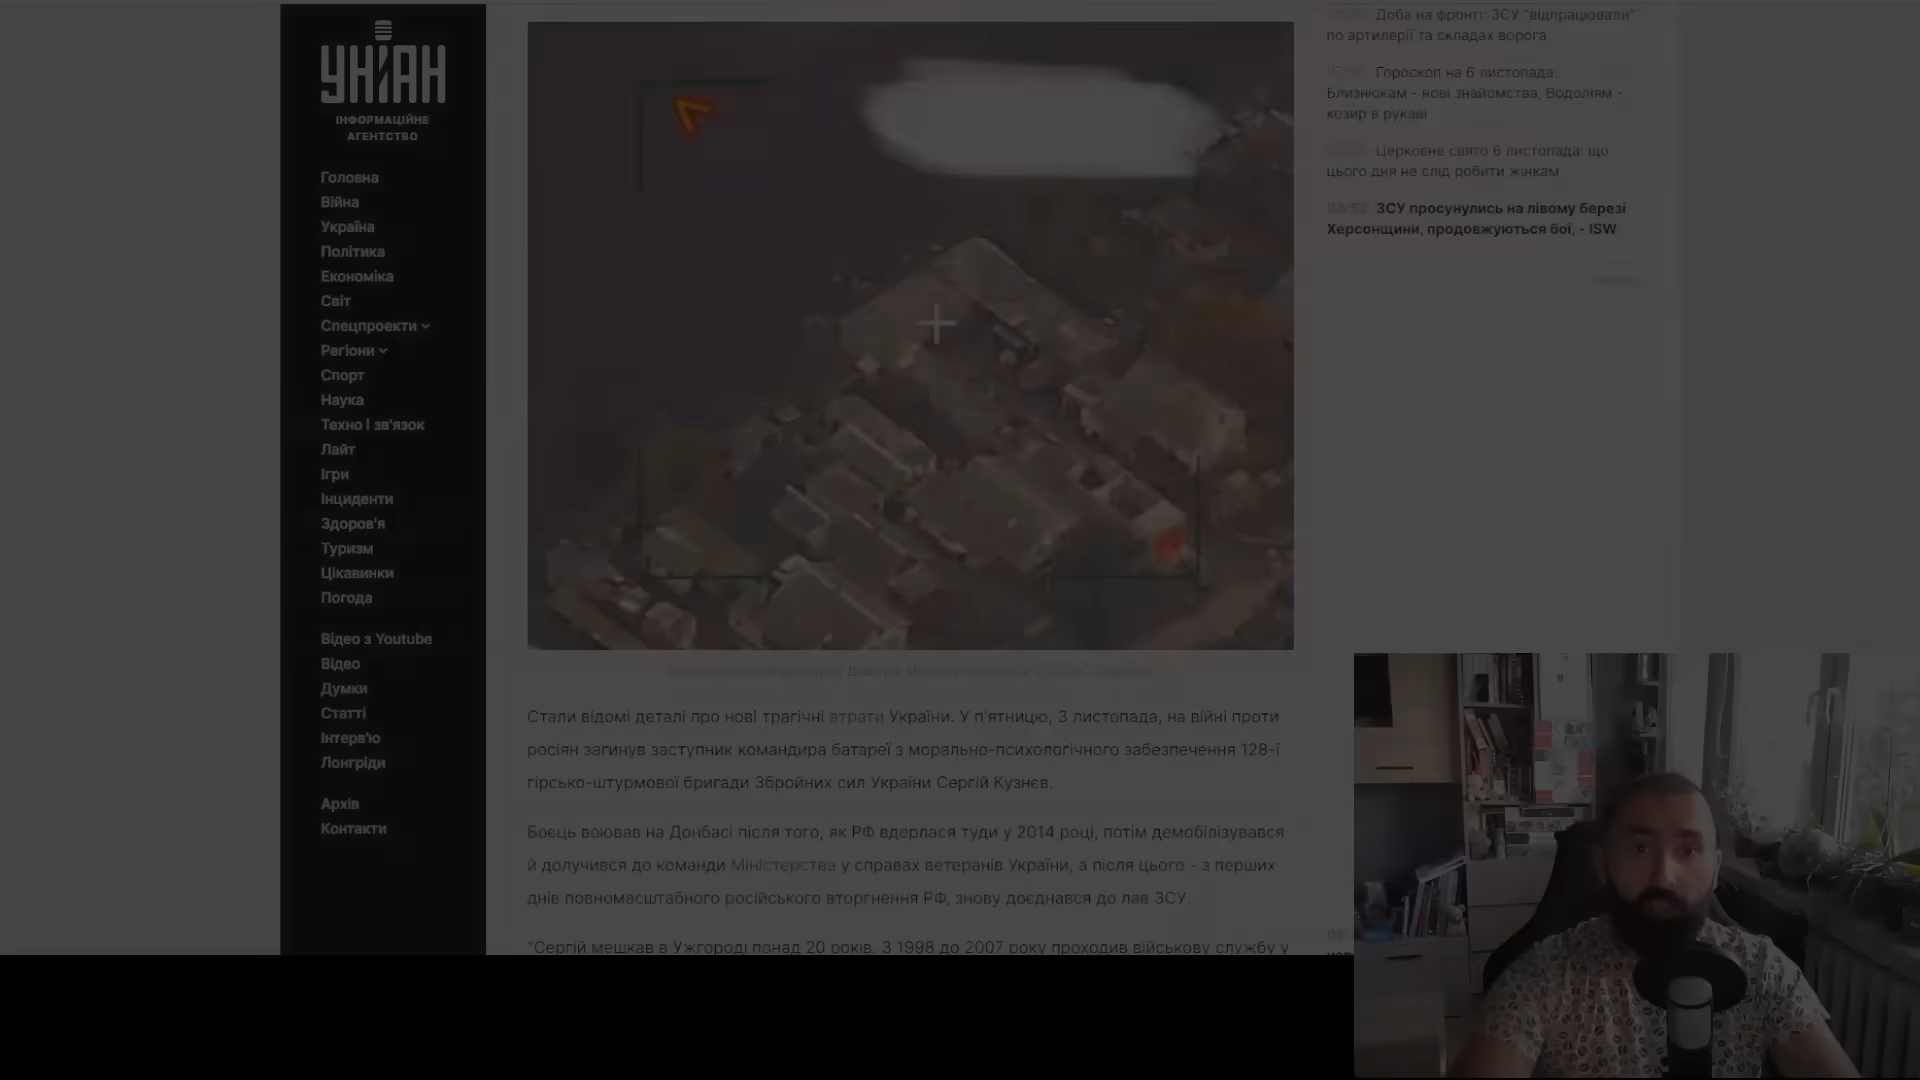 УНІАН
ІНФОРМАЦІЙНЕ
АГЕНТСТВО
Головна
Війна
Україна
Політика
Економіка
Світ
Спецпроекти
Регіони
Спорт
Наука
Техно і зв'язок
Лайт
Ігри
Інциденти
Здоров'я
Туризм
Цікавинки
Погода
Відео з Youtube
Відео
Думки
Статті
Інтерв'ю
Лонгріди
Архів
Контакти
Стали відомі деталі про нові трагічні втрати України. У п'ятницю, 3 листопада, на війні проти
росіян загинув заступник командира батареї з морально-психологічного забезпечення 128-ї
гірсько-штурмової бригади Збройних сил України Сергій Кузнєв.
Боєць воював на Донбасі після того, як РФ вдерлася туди у 2014 році, потім демобілізувався
й долучився до команди Міністерства у справах ветеранів України, а після цього - з перших
днів повномасштабного російського вторгнення РФ, знову доєднався до лав ЗСУ.
"Сергій мешкав в Ужгороді понад 20 років. З 1998 до 2007 року проходив військову службу у
Доба на фронті: ЗСУ "відпрацювали"
по артилерії та складах ворога
Гороскоп на 6 листопада:
Близнюкам - нові знайомства, Водоліям -
козир в рукаві
Церковне свято 6 листопада: що
цього дня не слід робити жінкам
ЗСУ просунулись на лівому березі
Херсонщини, продовжуються бої, - ISW